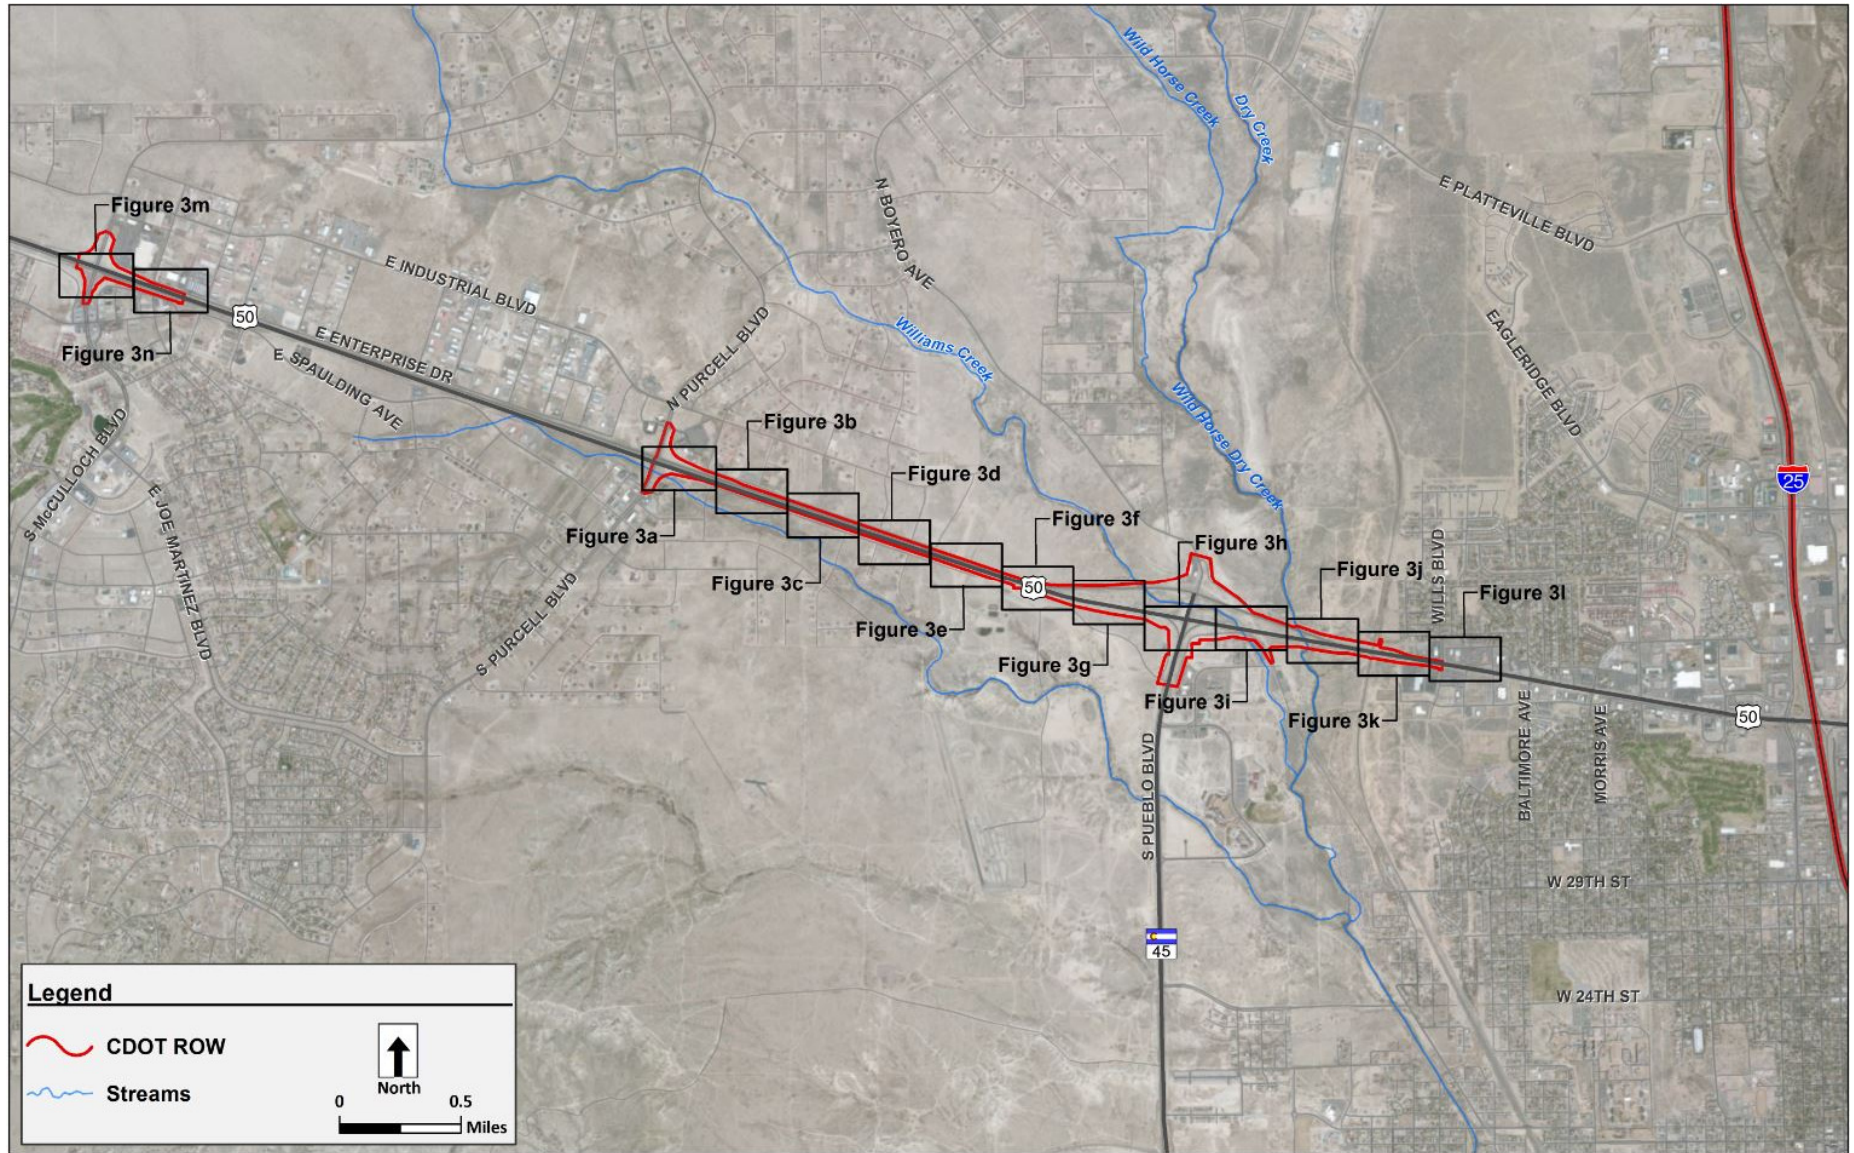 Wild Horse Creek
Dry Creek
E PLATTEVILLE BLVD
N BOYERO AVE
Figure 3m
E INDUSTRIAL BLVD
50
Figure 3n
E ENTERPRISE DR
E SPAULDING AVE
N PURCELL BLVD
Williams Creek
Wild Horse Dry Creek
EAGLERIDGE BLVD
S McCULLOCH BLVD
E JOE MARTINEZ BLVD
Figure 3b
Figure 3d
25
Figure 3a
Figure 3f
Figure 3h
Figure 3c
50
Figure 3j
WILLS BLVD
Figure 3l
Figure 3e
S PURCELL BLVD
Figure 3g
Figure 3i
Figure 3k
50
S PUEBLO BLVD
BALTIMORE AVE
MORRIS AVE
W 29TH ST
45
W 24TH ST
Legend
CDOT ROW
Streams
North
0 0.5
Miles